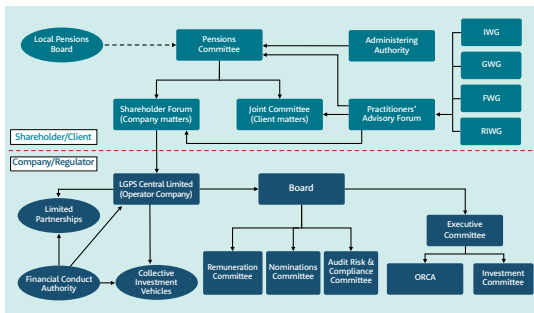 Local Pensions
Board
Pensions
Committee
Administering
Authority
IWG
GWG
FWG
RIWG
Shareholder Forum
(Company matters)
Joint Committee
(Client matters)
Practitioners'
Advisory Forum
Shareholder/Client
Company/Regulator
LGPS Central Limited
(Operator Company)
Board
Limited
Partnerships
Executive
Committee
Financial Conduct
Authority
Collective
Investment
Vehicles
Remuneration
Committee
Nominations
Committee
Audit Risk &
Compliance
Committee
ORCA
Investment
Committee